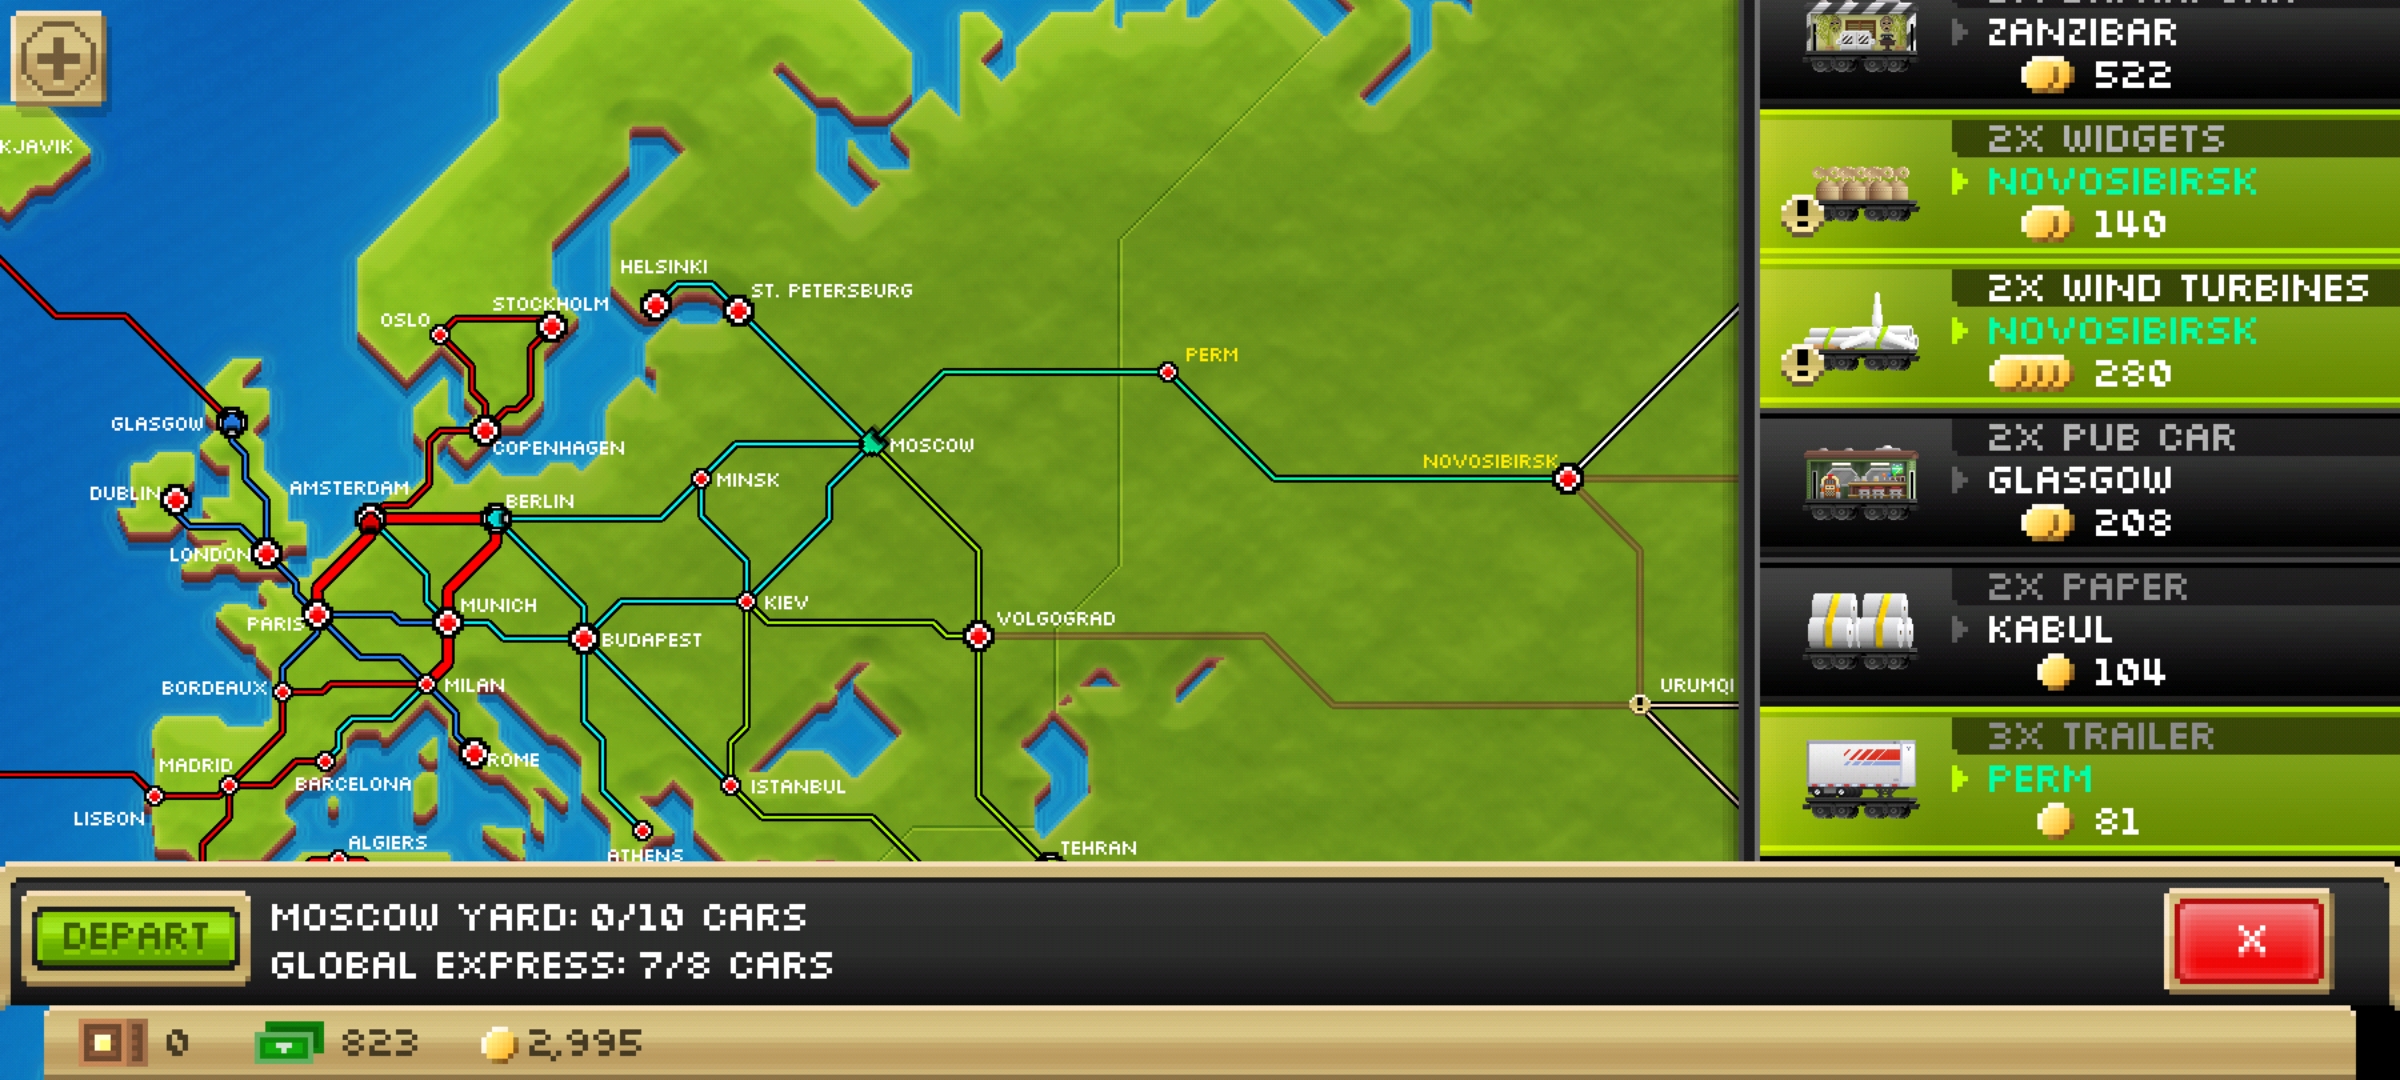 KJAVIK
HELSINKI
ST. PETERSBURG
STOCKHOLM
OSLO
PERM
GLASGOW
COPENHAGEN
MOSCOW
NOVOSIBIRSK
MINSK
DUBLIN
AMSTERDAM
BERLIN
LONDON
MUNICH
KIEV
PARIS
BUDAPEST
VOLGOGRAD
BORDEAUX
MILAN
URUMQI
MADRID
ROME
BARCELONA
ISTANBUL
LISBON
ALGIERS
ATHENS
TEHRAN
ZANZIBAR
522
2X WIDGETS
NOVOSIBIRSK
140
2X WIND TURBINES
NOVOSIBIRSK
280
2X PUB CAR
GLASGOW
208
2X PAPER
KABUL
104
3X TRAILER
PERM
81
DEPART
MOSCOW YARD: 0/10 CARS
GLOBAL EXPRESS: 7/8 CARS
X
0
823
2,995